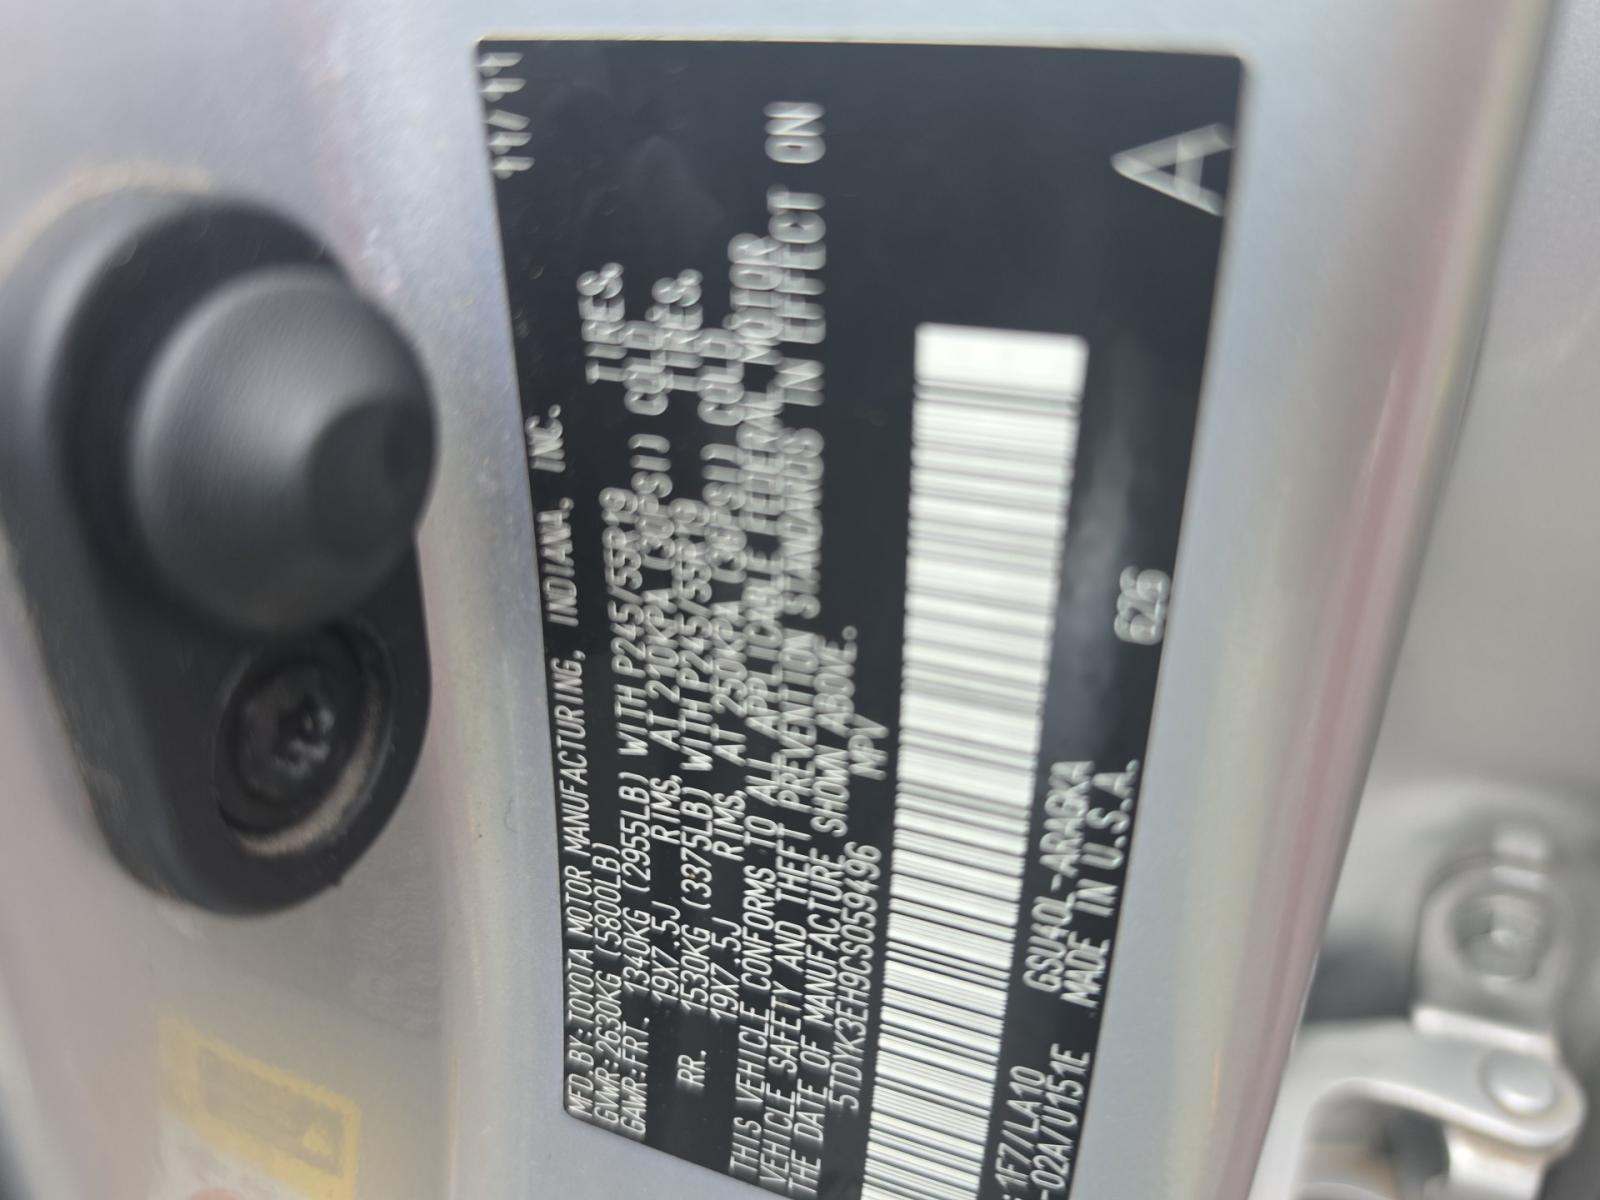 MFD.BY:TOYOTA MOTOR MANUFACTURING, INDIANA, INC. 11/11
GVWR:2630KG (5800LB)
GAWR:FRT. 1340KG (2955LB) WITH P245/55R19 TIRES.
19X7.5J RIMS, AT 210KPA (30PSI) COLD
RR. 1530KG (3375LB) WITH P245/55R19 TIRES.
19X7.5J RIMS, AT 250KPA (36PSI) COLD
THIS VEHICLE CONFORMS TO ALL APPLICABLE FEDERAL MOTOR
VEHICLE SAFETY AND THEFT PREVENTION STANDARDS IN EFFECT ON
THE DATE OF MANUFACTURE SHOWN ABOVE.
5TDYK3EH9CS059496 MPV
:1F7/LA10 GSU40L-ARAGKA 626
-02A/U151E MADE IN U.S.A.
A